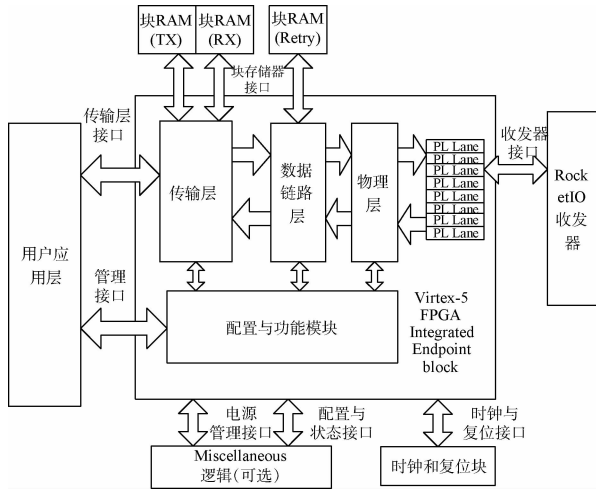 块RAM
(TX)
块RAM
(RX)
块RAM
(Retry)
块存储器
接口
传输层
接口
收发器
接口
用户应
用层
传输层
数据
链路
层
物理
层
PL Lane
PL Lane
PL Lane
PL Lane
PL Lane
PL Lane
PL Lane
PL Lane
Rock
etIO
收发
器
管理
接口
配置与功能模块
Virtex-5
FPGA
Integrated
Endpoint
block
电源
管理接口
配置与
状态接口
时钟与
复位接口
Miscellaneous
逻辑(可选)
时钟和复位块